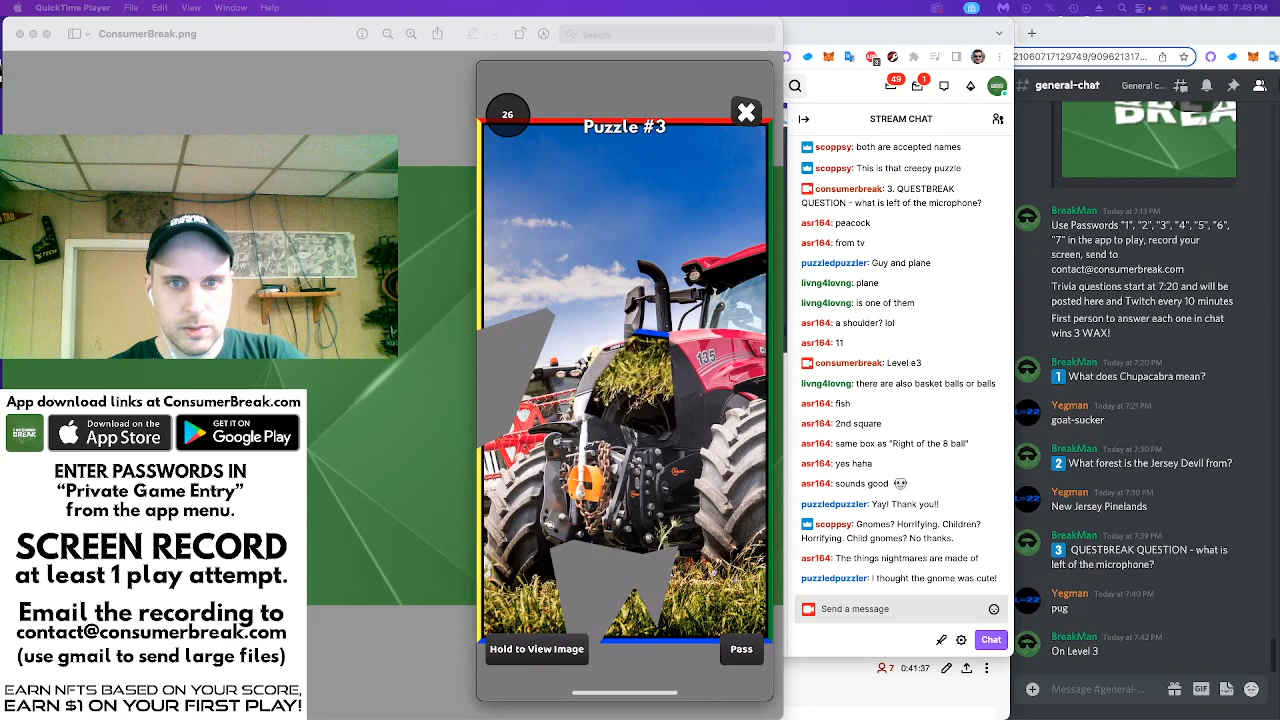 QuickTime Player File Edit View Window Help
Wed Mar 30 7:48 PM
ConsumerBreak.png
Search
26
Puzzle #3
135
Hold to View Image
Pass
TECH
App download links at ConsumerBreak.com
CONSUMER
BREAK
Download on the
App Store
GET IT ON
Google Play
ENTER PASSWORDS IN
“Private Game Entry”
from the app menu.
SCREEN RECORD
at least 1 play attempt.
Email the recording to
contact@consumerbreak.com
(use gmail to send large files)
EARN NFTS BASED ON YOUR SCORE,
EARN $1 ON YOUR FIRST PLAY!
49
1
STREAM CHAT
scoppsy: both are accepted names
scoppsy: This is that creepy puzzle
consumerbreak: 3. QUESTBREAK
QUESTION - what is left of the microphone?
asr164: peacock
asr164: from tv
puzzledpuzzler: Guy and plane
livng4lovng: plane
livng4lovng: is one of them
asr164: a shoulder? lol
asr164: 11
consumerbreak: Level e3
livng4lovng: there are also basket balls or balls
asr164: fish
asr164: 2nd square
asr164: same box as "Right of the 8 ball"
asr164: yes haha
asr164: sounds good
puzzledpuzzler: Yay! Thank you!!
scoppsy: Gnomes? Horrifying. Children?
Horrifying. Child gnomes? No thanks.
asr164: The things nightmares are made of
puzzledpuzzler: I thought the gnome was cute!
Send a message
Chat
7 0:41:37
21060717129749/909621317...
general-chat General c...
BREA
BreakMan Today at 7:13 PM
Use Passwords "1", "2", "3", "4", "5", "6",
"7" in the app to play, record your
screen, send to
contact@consumerbreak.com
Trivia questions start at 7:20 and will be
posted here and Twitch every 10 minutes
First person to answer each one in chat
wins 3 WAX!
BreakMan Today at 7:20 PM
1 What does Chupacabra mean?
Yegman Today at 7:21 PM
goat-sucker
BreakMan Today at 7:30 PM
2 What forest is the Jersey Devil from?
Yegman Today at 7:30 PM
New Jersey Pinelands
BreakMan Today at 7:39 PM
3 QUESTBREAK QUESTION - what is
left of the microphone?
Yegman Today at 7:40 PM
pug
BreakMan Today at 7:42 PM
On Level 3
Message #general-...
GIF